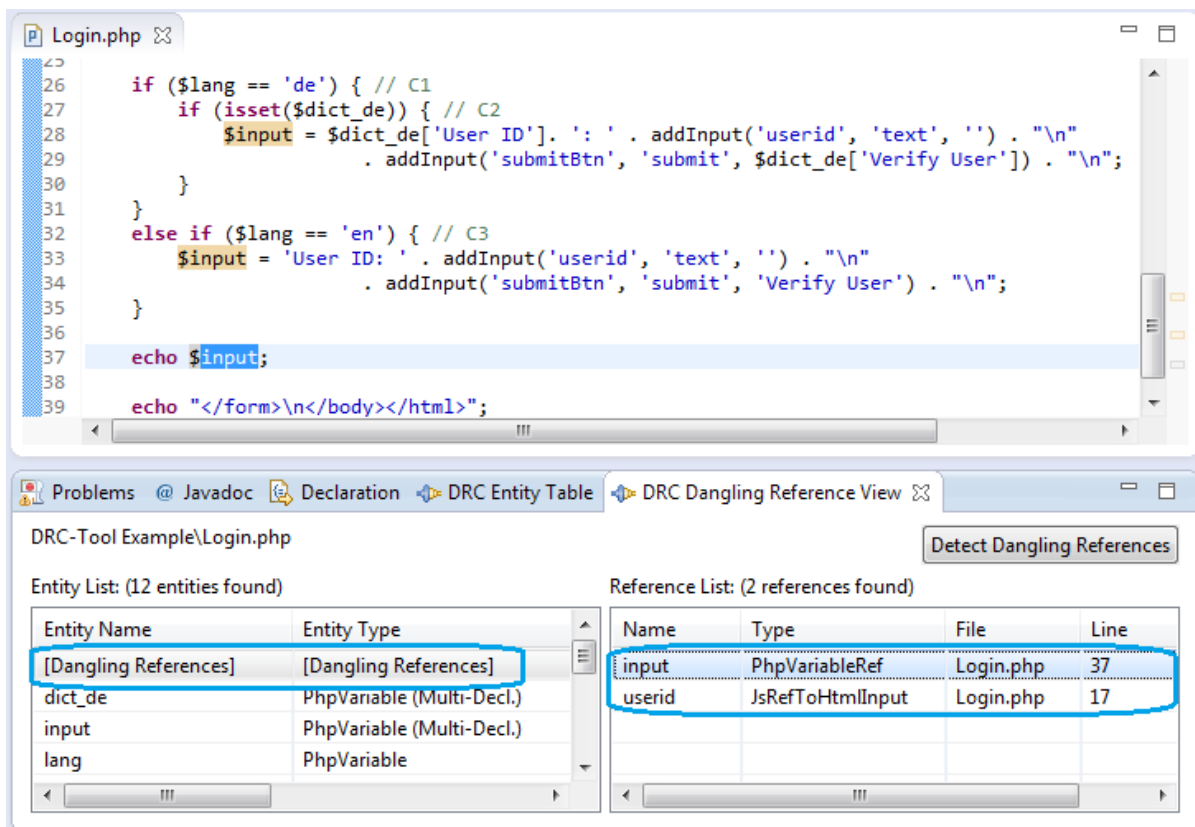 Login.php
25
26 if ($lang == 'de') { // C1
27 if (isset($dict_de)) { // C2
28 $input = $dict_de['User ID']. ': ' . addInput('userid', 'text', '') . "\n"
29 . addInput('submitBtn', 'submit', $dict_de['Verify User']) . "\n";
30 }
31 }
32 else if ($lang == 'en') { // C3
33 $input = 'User ID: ' . addInput('userid', 'text', '') . "\n"
34 . addInput('submitBtn', 'submit', 'Verify User') . "\n";
35 }
36
37 echo $input;
38
39 echo "</form>\n</body></html>";
Problems @ Javadoc Declaration DRC Entity Table DRC Dangling Reference View
DRC-Tool Example\Login.php
Detect Dangling References
Entity List: (12 entities found)
Reference List: (2 references found)
Entity Name Entity Type
[Dangling References] [Dangling References]
dict_de PhpVariable (Multi-Decl.)
input PhpVariable (Multi-Decl.)
lang PhpVariable
Name Type File Line
input PhpVariableRef Login.php 37
userid JsRefToHtmlInput Login.php 17